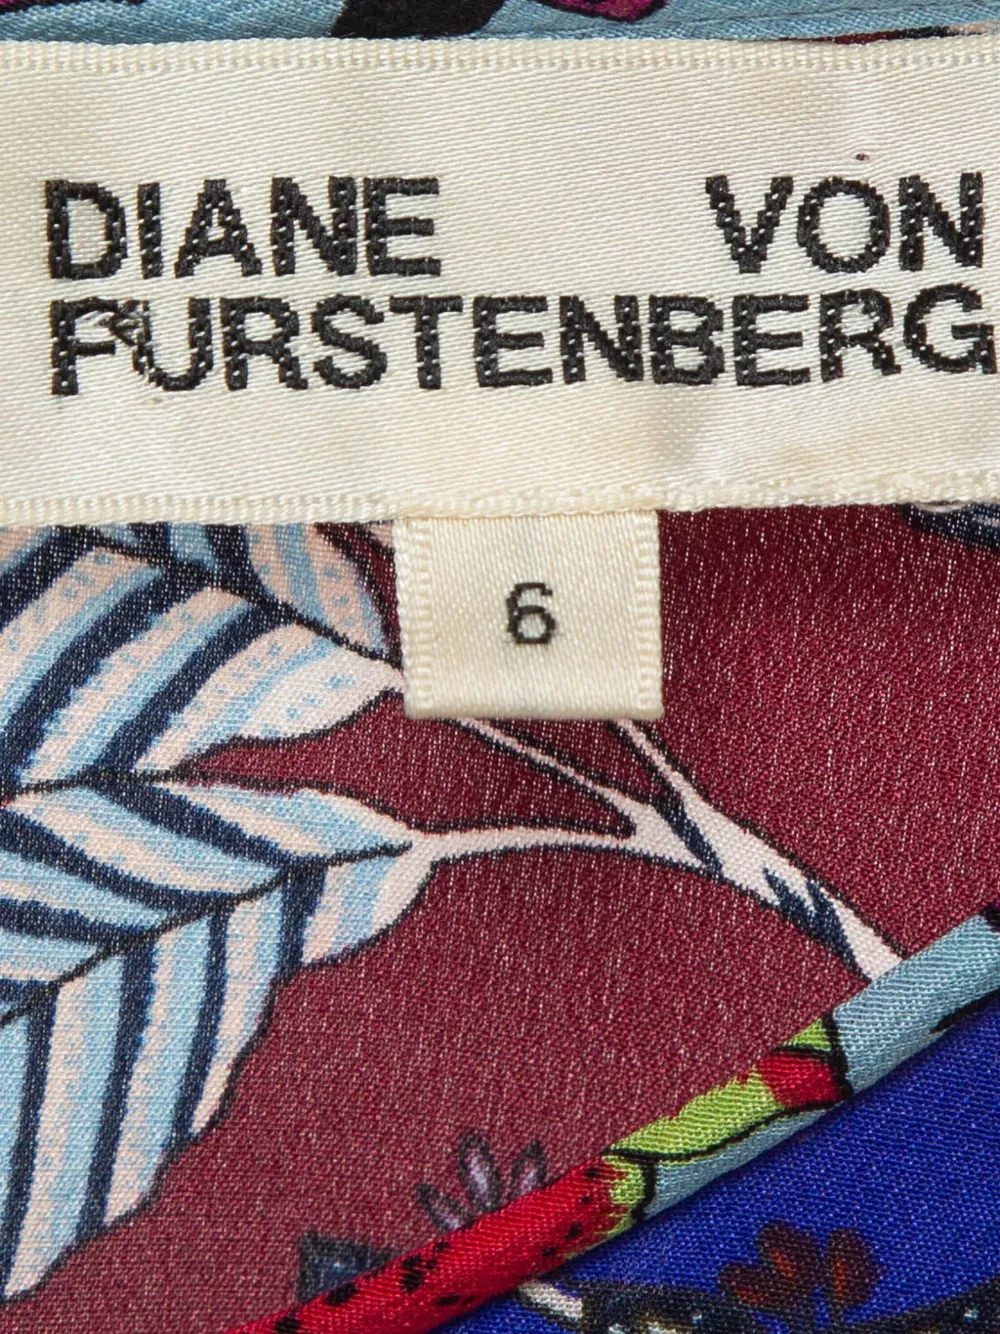 DIANE VON
FURSTENBERG
6